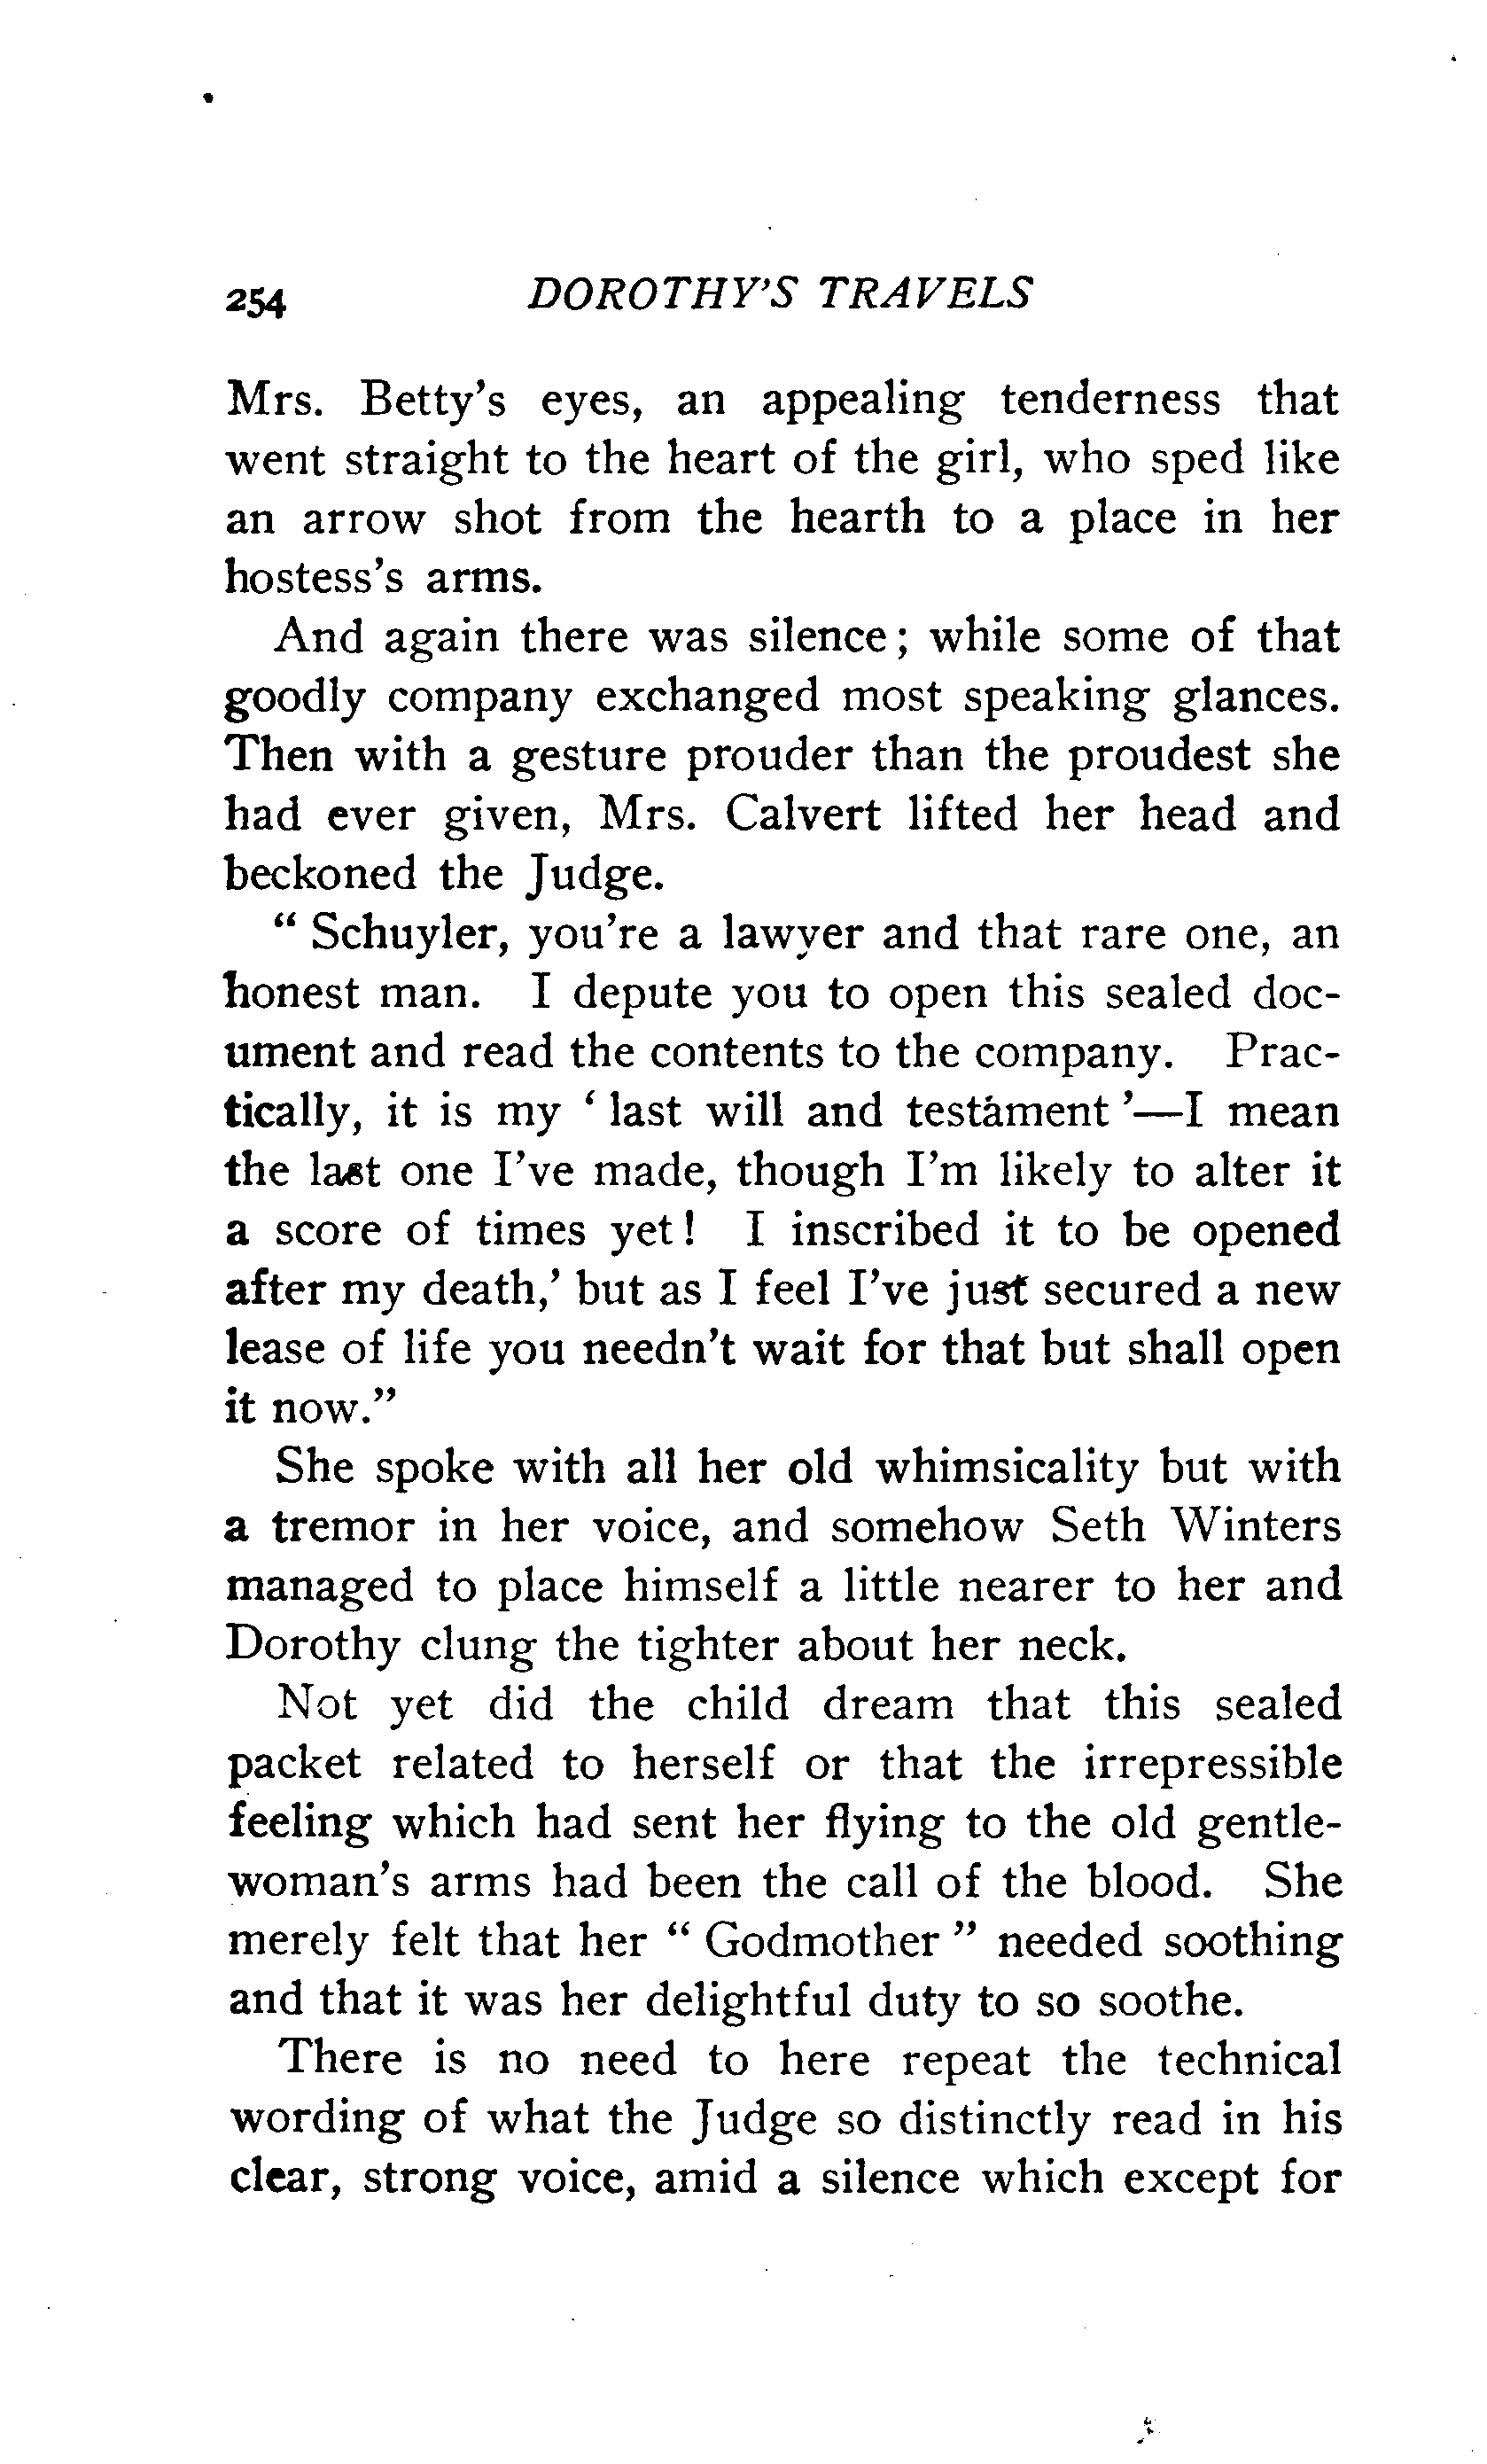 254 DOROTHY'S TRAVELS
Mrs. Betty's eyes, an appealing tenderness that
went straight to the heart of the girl, who sped like
an arrow shot from the hearth to a place in her
hostess's arms.
And again there was silence; while some of that
goodly company exchanged most speaking glances.
Then with a gesture prouder than the proudest she
had ever given, Mrs. Calvert lifted her head and
beckoned the Judge.
" Schuyler, you're a lawyer and that rare one, an
honest man. I depute you to open this sealed doc-
ument and read the contents to the company. Prac-
tically, it is my ' last will and testament '—I mean
the last one I've made, though I'm likely to alter it
a score of times yet! I inscribed it to be opened
after my death,' but as I feel I've just secured a new
lease of life you needn't wait for that but shall open
it now."
She spoke with all her old whimsicality but with
a tremor in her voice, and somehow Seth Winters
managed to place himself a little nearer to her and
Dorothy clung the tighter about her neck.
Not yet did the child dream that this sealed
packet related to herself or that the irrepressible
feeling which had sent her flying to the old gentle-
woman's arms had been the call of the blood. She
merely felt that her " Godmother " needed soothing
and that it was her delightful duty to so soothe.
There is no need to here repeat the technical
wording of what the Judge so distinctly read in his
clear, strong voice, amid a silence which except for